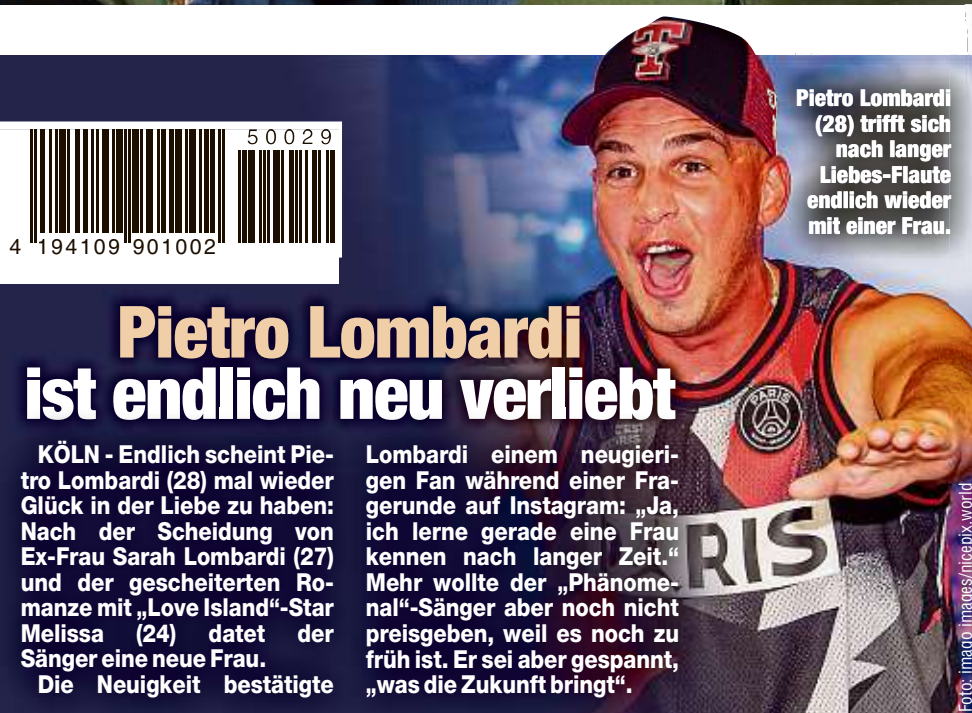 50029
4 194109 901002
T
Pietro Lombardi
(28) trifft sich
nach langer
Liebes-Flaute
endlich wieder
mit einer Frau.
Pietro Lombardi
ist endlich neu verliebt
KÖLN - Endlich scheint Pie-
tro Lombardi (28) mal wieder
Glück in der Liebe zu haben:
Nach der Scheidung von
Ex-Frau Sarah Lombardi (27)
und der gescheiterten Ro-
manze mit „Love Island“-Star
Melissa (24) datet der
Sänger eine neue Frau.
Die Neuigkeit bestätigte
Lombardi einem neugieri-
gen Fan während einer Fra-
gerunde auf Instagram: „Ja,
ich lerne gerade eine Frau
kennen nach langer Zeit.“
Mehr wollte der „Phänome-
nal“-Sänger aber noch nicht
preisgeben, weil es noch zu
früh ist. Er sei aber gespannt,
„was die Zukunft bringt“.
PARIS
RIS
Foto: imago images/nicepix.world